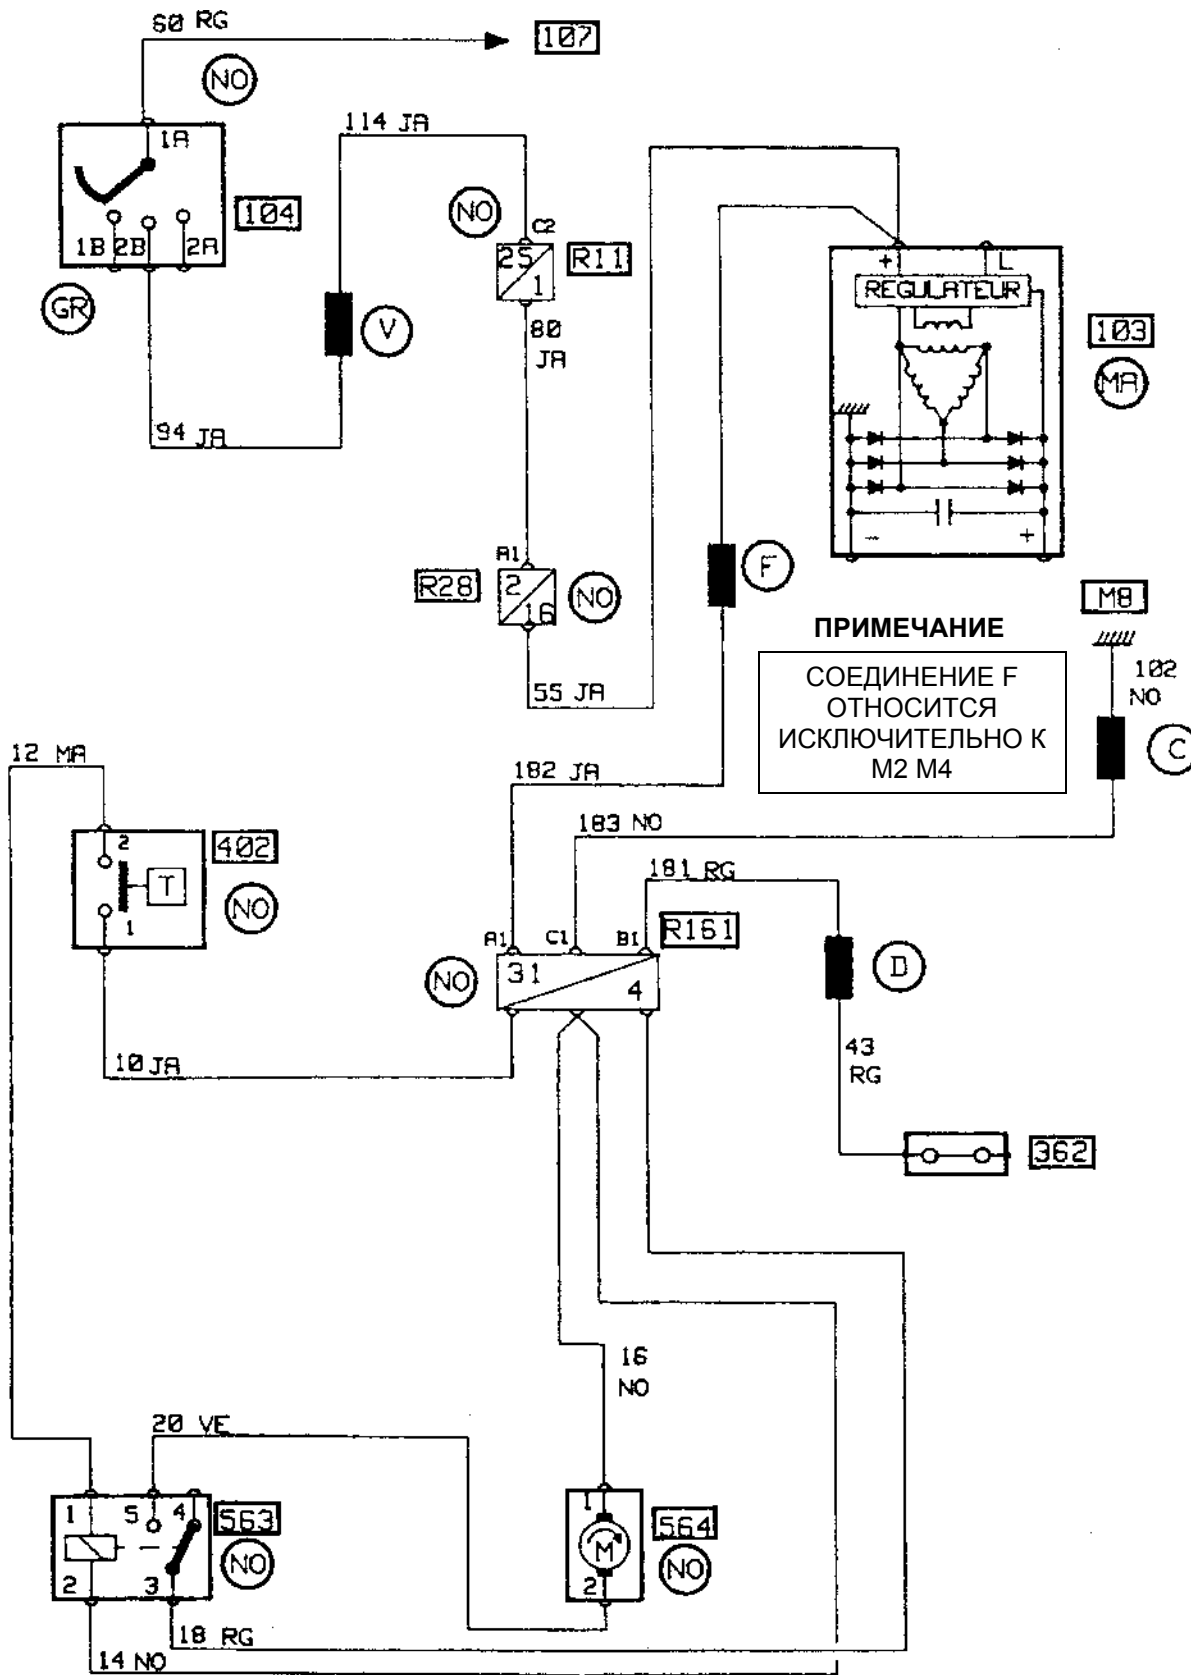 60 RG
107
NO
1A
104
1B 2B 2A
GR
114 JA
V
94 JA
NO
C2
25
1
R11
80
JA
A1
R28
2
16
NO
55 JA
+ L
REGULATEUR
103
MA
- +
F
M8
102
NO
C
ПРИМЕЧАНИЕ
СОЕДИНЕНИЕ F
ОТНОСИТСЯ
ИСКЛЮЧИТЕЛЬНО К
М2 М4
12 MA
2
402
T
NO
1
10 JA
182 JA
183 NO
181 RG
A1 C1 B1
R161
31
4
NO
D
43
RG
362
16
NO
20 VE
1 5 4
563
NO
2 3
18 RG
14 NO
1
M
2
564
NO